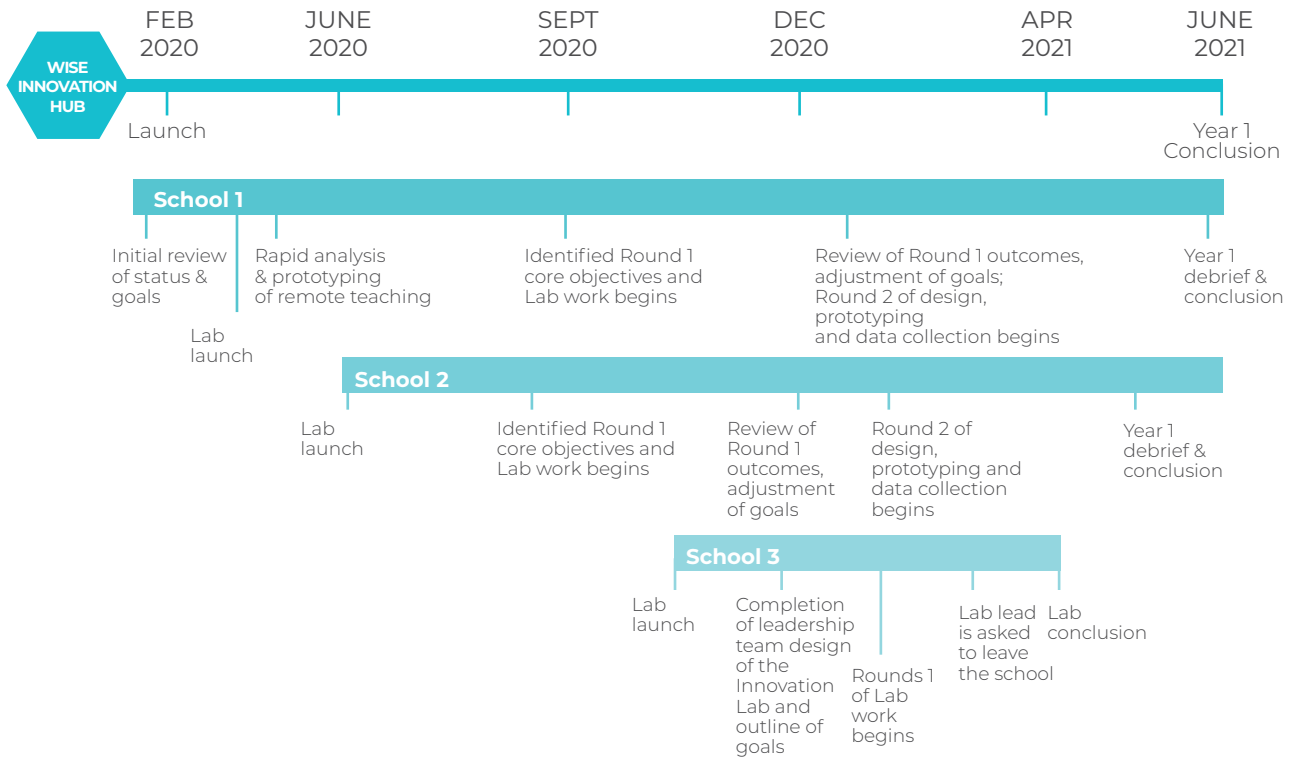 FEB
2020
JUNE
2020
SEPT
2020
DEC
2020
APR
2021
JUNE
2021
WISE
INNOVATION
HUB
Launch
Year 1
Conclusion
School 1
Initial review
of status &
goals
Lab
launch
Rapid analysis
& prototyping
of remote teaching
Identified Round 1
core objectives and
Lab work begins
Review of Round 1 outcomes,
adjustment of goals;
Round 2 of design,
prototyping
and data collection begins
Year 1
debrief &
conclusion
School 2
Lab
launch
Identified Round 1
core objectives and
Lab work begins
Review of
Round 1
outcomes,
adjustment
of goals
Round 2 of
design,
prototyping and
data collection
begins
Year 1
debrief &
conclusion
School 3
Lab
launch
Completion
of leadership
team design
of the
Innovation
Lab and
outline of
goals
Rounds 1
of Lab
work
begins
Lab lead
is asked
to leave
the school
Lab
conclusion